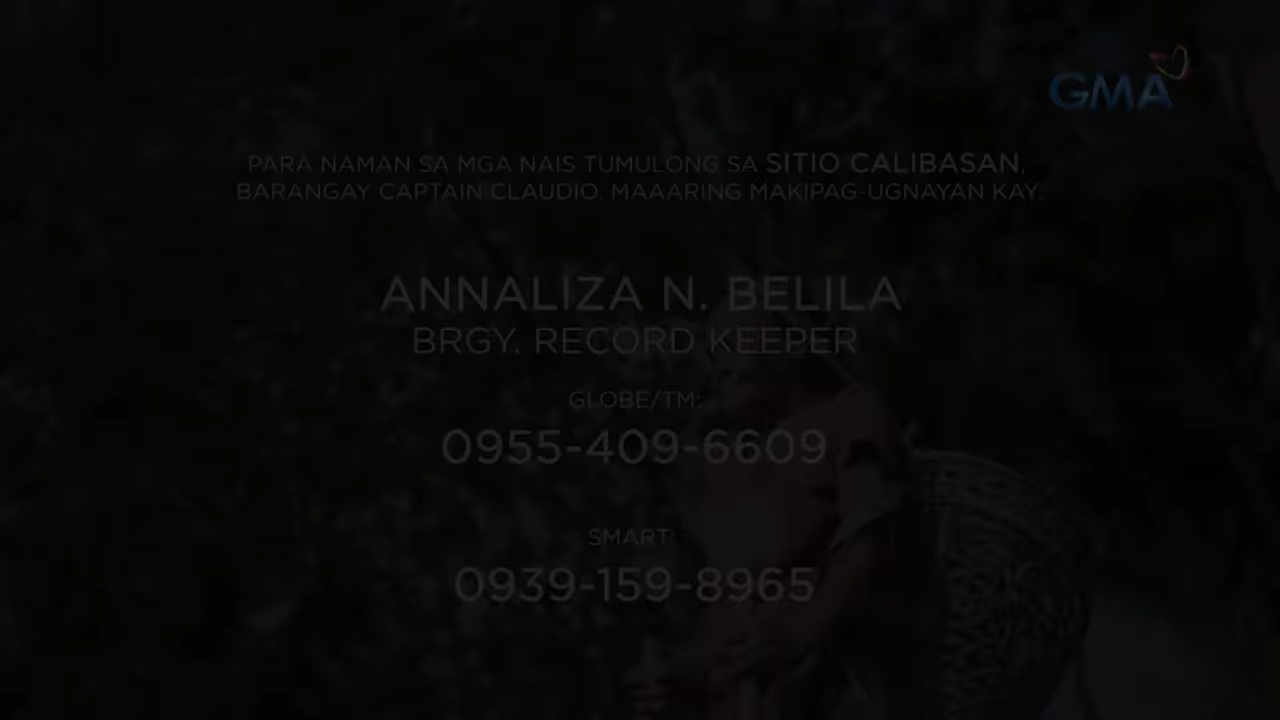 GMA
PARA NAMAN SA MGA NAIS TUMULONG SA SITIO CALIBASAN,
BARANGAY CAPTAIN CLAUDIO, MAAARING MAKIPAG-UGNAYAN KAY:
ANNALIZA N. BELILA
BRGY. RECORD KEEPER
GLOBE/TM:
0955-409-6609
SMART:
0939-159-8965